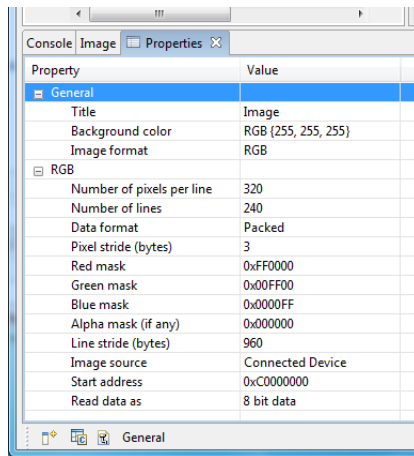 Console Image Properties
Property Value
General
Title Image
Background color RGB {255, 255, 255}
Image format RGB
RGB
Number of pixels per line 320
Number of lines 240
Data format Packed
Pixel stride (bytes) 3
Red mask 0xFF0000
Green mask 0x00FF00
Blue mask 0x0000FF
Alpha mask (if any) 0x000000
Line stride (bytes) 960
Image source Connected Device
Start address 0xC0000000
Read data as 8 bit data
General